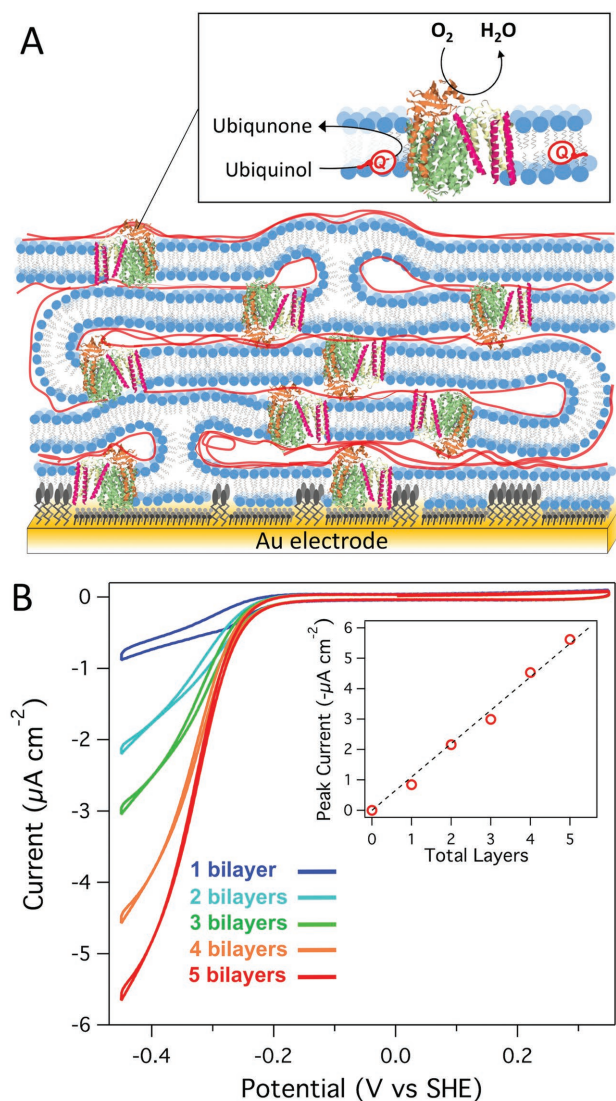 A
O2 H2O
Ubiqunone
Ubiquinol
Q-
Q
Au electrode
B
Current (µA cm-2)
0
-1
-2
-3
-4
-5
-6
-0.4 -0.2 0.0 0.2
Potential (V vs SHE)
1 bilayer
2 bilayers
3 bilayers
4 bilayers
5 bilayers
Peak Current (-µA cm-2)
6
5
4
3
2
1
0
0 1 2 3 4 5
Total Layers